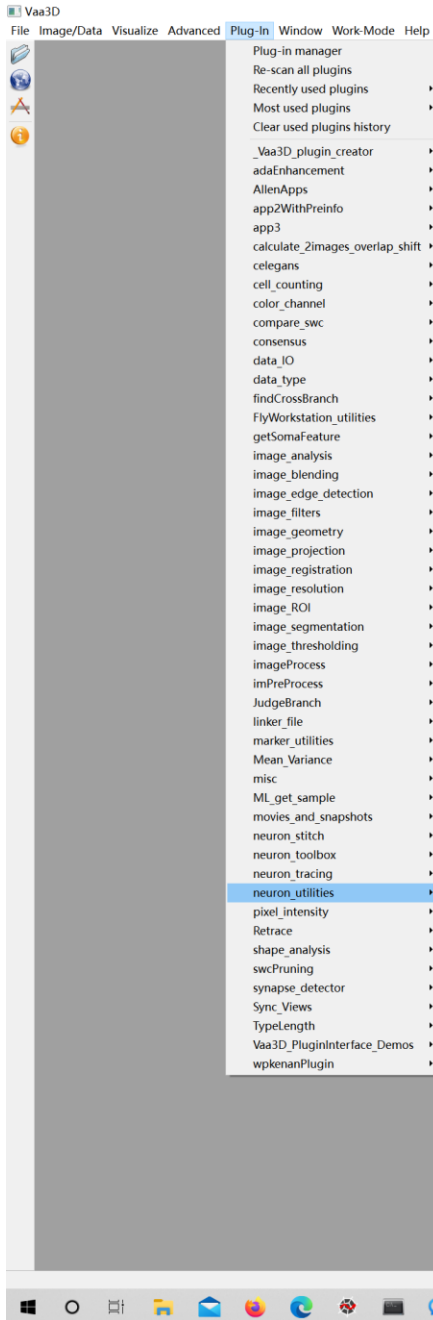 Vaa3D
File Image/Data Visualize Advanced Plug-In Window Work-Mode Help
Plug-in manager
Re-scan all plugins
Recently used plugins
Most used plugins
Clear used plugins history
_Vaa3D_plugin_creator
adaEnhancement
AllenApps
app2WithPreinfo
app3
calculate_2images_overlap_shift
celegans
cell_counting
color_channel
compare_swc
consensus
data_IO
data_type
findCrossBranch
FlyWorkstation_utilities
getSomaFeature
image_analysis
image_blending
image_edge_detection
image_filters
image_geometry
image_projection
image_registration
image_resolution
image_ROI
image_segmentation
image_thresholding
imageProcess
imPreProcess
JudgeBranch
linker_file
marker_utilities
Mean_Variance
misc
ML_get_sample
movies_and_snapshots
neuron_stitch
neuron_toolbox
neuron_tracing
neuron_utilities
pixel_intensity
Retrace
shape_analysis
swcPruning
synapse_detector
Sync_Views
TypeLength
Vaa3D_PluginInterface_Demos
wpkenanPlugin